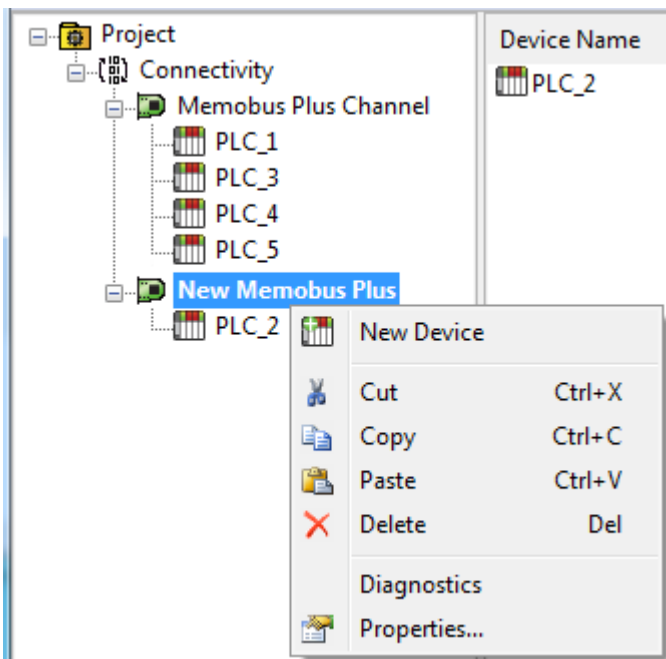 Project
Connectivity
Memobus Plus Channel
PLC_1
PLC_3
PLC_4
PLC_5
New Memobus Plus
PLC_2
Device Name
PLC_2
New Device
Cut Ctrl+X
Copy Ctrl+C
Paste Ctrl+V
Delete Del
Diagnostics
Properties...